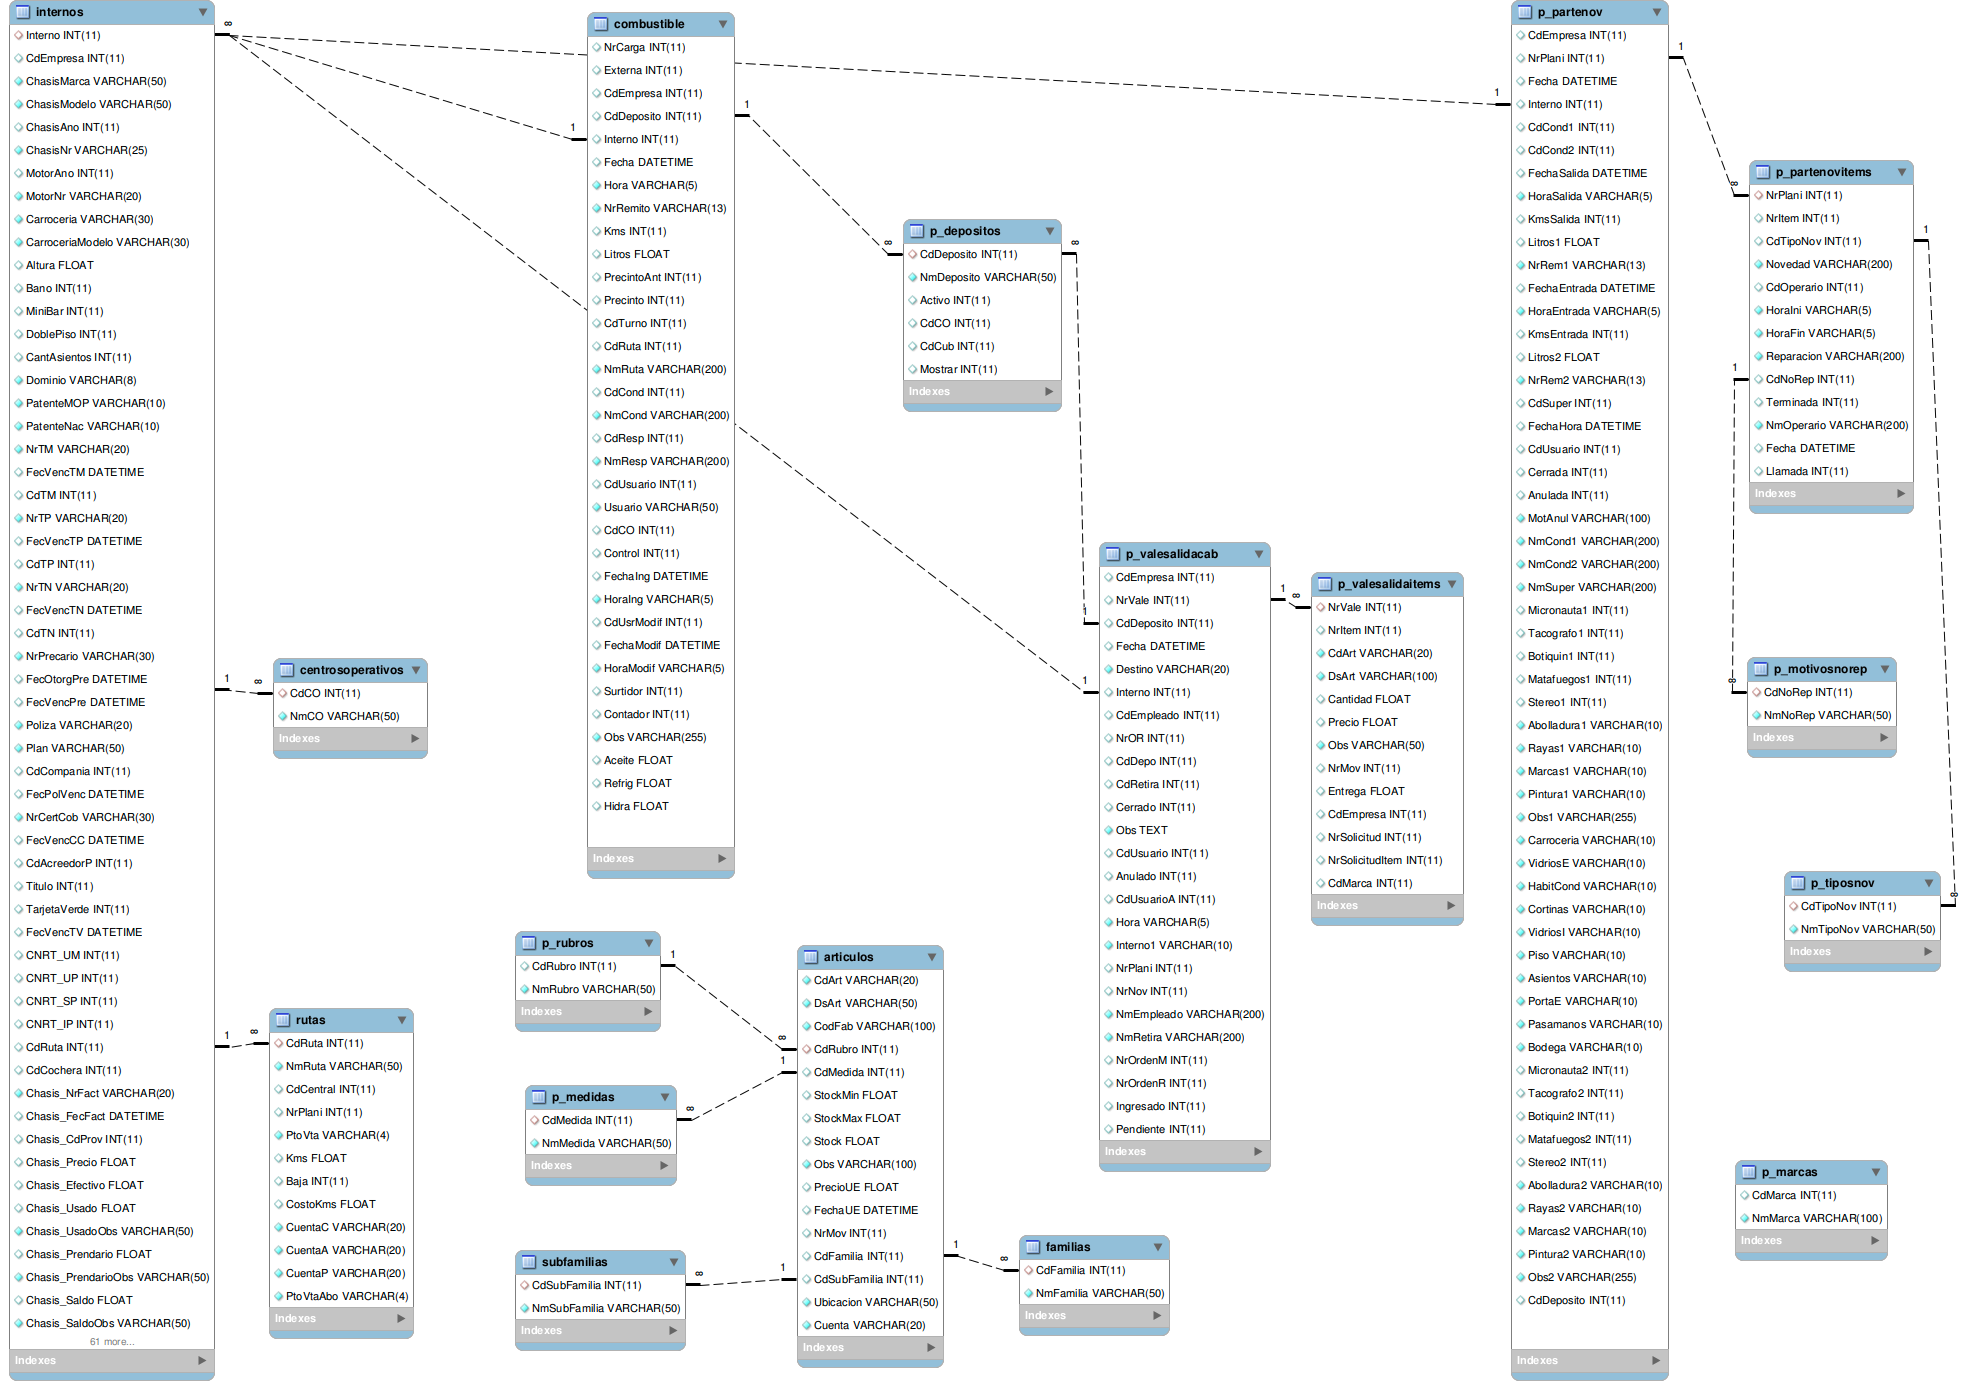 internos
Interno INT(11)
CdEmpresa INT(11)
ChasisMarca VARCHAR(50)
ChasisModelo VARCHAR(50)
ChasisAno INT(11)
ChasisNr VARCHAR(25)
MotorAno INT(11)
MotorNr VARCHAR(20)
Carroceria VARCHAR(30)
CarroceriaModelo VARCHAR(30)
Altura FLOAT
Bano INT(11)
MiniBar INT(11)
DoblePiso INT(11)
CantAsientos INT(11)
Dominio VARCHAR(8)
PatenteMOP VARCHAR(10)
PatenteNac VARCHAR(10)
NrTM VARCHAR(20)
FecVencTM DATETIME
CdTM INT(11)
NrTP VARCHAR(20)
FecVencTP DATETIME
CdTP INT(11)
NrTN VARCHAR(20)
FecVencTN DATETIME
CdTN INT(11)
NrPrecario VARCHAR(30)
FecOtorgPre DATETIME
FecVencPre DATETIME
Poliza VARCHAR(20)
Plan VARCHAR(50)
CdCompania INT(11)
FecPolVenc DATETIME
NrCertCob VARCHAR(30)
FecVencCC DATETIME
CdAcreedorP INT(11)
Titulo INT(11)
TarjetaVerde INT(11)
FecVencTV DATETIME
CNRT_UM INT(11)
CNRT_UP INT(11)
CNRT_SP INT(11)
CNRT_IP INT(11)
CdRuta INT(11)
CdCochera INT(11)
Chasis_NrFact VARCHAR(20)
Chasis_FecFact DATETIME
Chasis_CdProv INT(11)
Chasis_Precio FLOAT
Chasis_Efectivo FLOAT
Chasis_Usado FLOAT
Chasis_UsadoObs VARCHAR(50)
Chasis_Prendario FLOAT
Chasis_PrendarioObs VARCHAR(50)
Chasis_Saldo FLOAT
Chasis_SaldoObs VARCHAR(50)
61 more...
Indexes
∞
1
∞
1
∞
centrosoperativos
CdCO INT(11)
NmCO VARCHAR(50)
Indexes
rutas
CdRuta INT(11)
NmRuta VARCHAR(50)
CdCentral INT(11)
NrPlani INT(11)
PtoVta VARCHAR(4)
Kms FLOAT
Baja INT(11)
CostoKms FLOAT
CuentaC VARCHAR(20)
CuentaA VARCHAR(20)
CuentaP VARCHAR(20)
PtoVtaAbo VARCHAR(4)
Indexes
1
combustible
NrCarga INT(11)
Externa INT(11)
CdEmpresa INT(11)
CdDeposito INT(11)
Interno INT(11)
Fecha DATETIME
Hora VARCHAR(5)
NrRemito VARCHAR(13)
Kms INT(11)
Litros FLOAT
PrecintoAnt INT(11)
Precinto INT(11)
CdTurno INT(11)
CdRuta INT(11)
NmRuta VARCHAR(200)
CdCond INT(11)
NmCond VARCHAR(200)
CdResp INT(11)
NmResp VARCHAR(200)
CdUsuario INT(11)
Usuario VARCHAR(50)
CdCO INT(11)
Control INT(11)
FechaIng DATETIME
HoraIng VARCHAR(5)
CdUsrModif INT(11)
FechaModif DATETIME
HoraModif VARCHAR(5)
Surtidor INT(11)
Contador INT(11)
Obs VARCHAR(255)
Aceite FLOAT
Refrig FLOAT
Hidra FLOAT
Indexes
1
∞
p_depositos
CdDeposito INT(11)
NmDeposito VARCHAR(50)
Activo INT(11)
CdCO INT(11)
CdCub INT(11)
Mostrar INT(11)
Indexes
∞
1
1
p_rubros
CdRubro INT(11)
NmRubro VARCHAR(50)
Indexes
1
∞
p_medidas
CdMedida INT(11)
NmMedida VARCHAR(50)
Indexes
∞
1
subfamilias
CdSubFamilia INT(11)
NmSubFamilia VARCHAR(50)
Indexes
∞
1
articulos
CdArt VARCHAR(20)
DsArt VARCHAR(50)
CodFab VARCHAR(100)
CdRubro INT(11)
CdMedida INT(11)
StockMin FLOAT
StockMax FLOAT
Stock FLOAT
Obs VARCHAR(100)
PrecioUE FLOAT
FechaUE DATETIME
NrMov INT(11)
CdFamilia INT(11)
CdSubFamilia INT(11)
Ubicacion VARCHAR(50)
Cuenta VARCHAR(20)
Indexes
1
∞
familias
CdFamilia INT(11)
NmFamilia VARCHAR(50)
Indexes
p_valesalidacab
CdEmpresa INT(11)
NrVale INT(11)
CdDeposito INT(11)
Fecha DATETIME
Destino VARCHAR(20)
Interno INT(11)
CdEmpleado INT(11)
NrOR INT(11)
CdDepo INT(11)
CdRetira INT(11)
Cerrado INT(11)
Obs TEXT
CdUsuario INT(11)
Anulado INT(11)
CdUsuarioA INT(11)
Hora VARCHAR(5)
Interno1 VARCHAR(10)
NrPlani INT(11)
NrNov INT(11)
NmEmpleado VARCHAR(200)
NmRetira VARCHAR(200)
NrOrdenM INT(11)
NrOrdenR INT(11)
Ingresado INT(11)
Pendiente INT(11)
Indexes
1
∞
p_valesalidaitems
NrVale INT(11)
NrItem INT(11)
CdArt VARCHAR(20)
DsArt VARCHAR(100)
Cantidad FLOAT
Precio FLOAT
Obs VARCHAR(50)
NrMov INT(11)
Entrega FLOAT
CdEmpresa INT(11)
NrSolicitud INT(11)
NrSolicitudItem INT(11)
CdMarca INT(11)
Indexes
1
p_partenov
CdEmpresa INT(11)
NrPlani INT(11)
Fecha DATETIME
Interno INT(11)
CdCond1 INT(11)
CdCond2 INT(11)
FechaSalida DATETIME
HoraSalida VARCHAR(5)
KmsSalida INT(11)
Litros1 FLOAT
NrRem1 VARCHAR(13)
FechaEntrada DATETIME
HoraEntrada VARCHAR(5)
KmsEntrada INT(11)
Litros2 FLOAT
NrRem2 VARCHAR(13)
CdSuper INT(11)
FechaHora DATETIME
CdUsuario INT(11)
Cerrada INT(11)
Anulada INT(11)
MotAnul VARCHAR(100)
NmCond1 VARCHAR(200)
NmCond2 VARCHAR(200)
NmSuper VARCHAR(200)
Micronauta1 INT(11)
Tacografo1 INT(11)
Botiquin1 INT(11)
Matafuegos1 INT(11)
Stereo1 INT(11)
Abolladura1 VARCHAR(10)
Rayas1 VARCHAR(10)
Marcas1 VARCHAR(10)
Pintura1 VARCHAR(10)
Obs1 VARCHAR(255)
Carroceria VARCHAR(10)
VidriosE VARCHAR(10)
HabitCond VARCHAR(10)
Cortinas VARCHAR(10)
VidriosI VARCHAR(10)
Piso VARCHAR(10)
Asientos VARCHAR(10)
PortaE VARCHAR(10)
Pasamanos VARCHAR(10)
Bodega VARCHAR(10)
Micronauta2 INT(11)
Tacografo2 INT(11)
Botiquin2 INT(11)
Matafuegos2 INT(11)
Stereo2 INT(11)
Abolladura2 VARCHAR(10)
Rayas2 VARCHAR(10)
Marcas2 VARCHAR(10)
Pintura2 VARCHAR(10)
Obs2 VARCHAR(255)
CdDeposito INT(11)
Indexes
1
∞
p_partenovitems
NrPlani INT(11)
NrItem INT(11)
CdTipoNov INT(11)
Novedad VARCHAR(200)
CdOperario INT(11)
HoraIni VARCHAR(5)
HoraFin VARCHAR(5)
Reparacion VARCHAR(200)
CdNoRep INT(11)
Terminada INT(11)
NmOperario VARCHAR(200)
Fecha DATETIME
Llamada INT(11)
Indexes
1
1
∞
p_motivosnorep
CdNoRep INT(11)
NmNoRep VARCHAR(50)
Indexes
p_tiposnov
CdTipoNov INT(11)
NmTipoNov VARCHAR(50)
Indexes
∞
p_marcas
CdMarca INT(11)
NmMarca VARCHAR(100)
Indexes